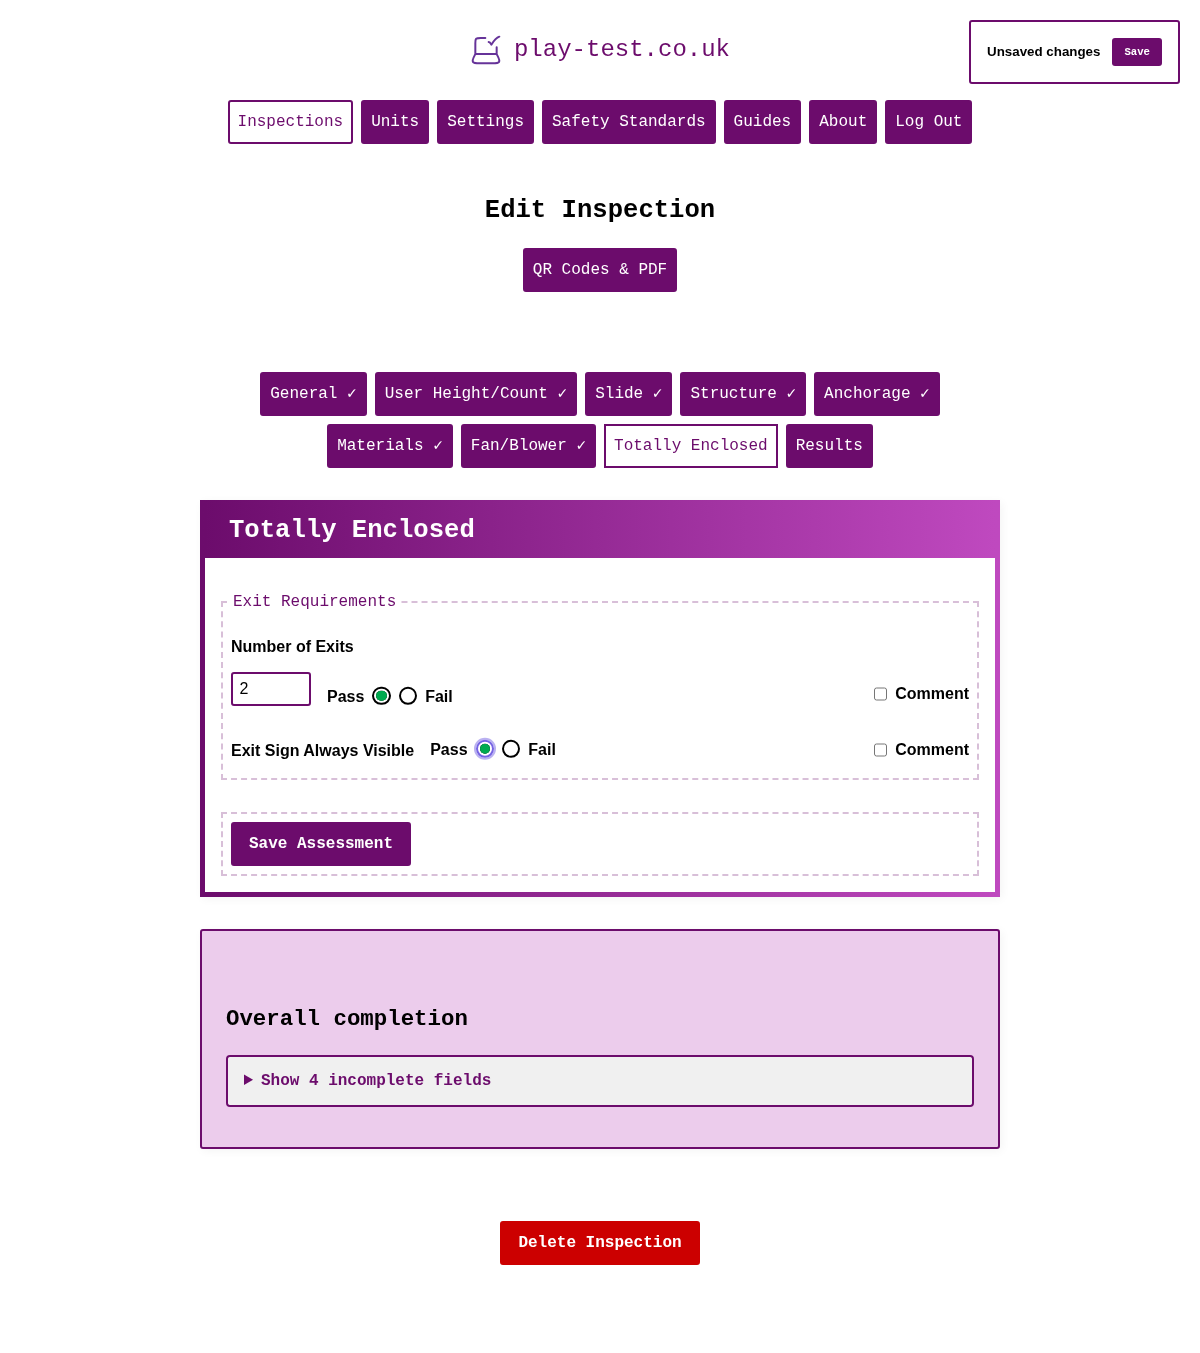 play-test.co.uk
Unsaved changes Save
Inspections Units Settings Safety Standards Guides About Log Out
Edit Inspection
QR Codes & PDF
General ✓ User Height/Count ✓ Slide ✓ Structure ✓ Anchorage ✓
Materials ✓ Fan/Blower ✓ Totally Enclosed Results
Totally Enclosed
Exit Requirements
Number of Exits
2 Pass Fail Comment
Exit Sign Always Visible Pass Fail Comment
Save Assessment
Overall completion
Show 4 incomplete fields
Delete Inspection